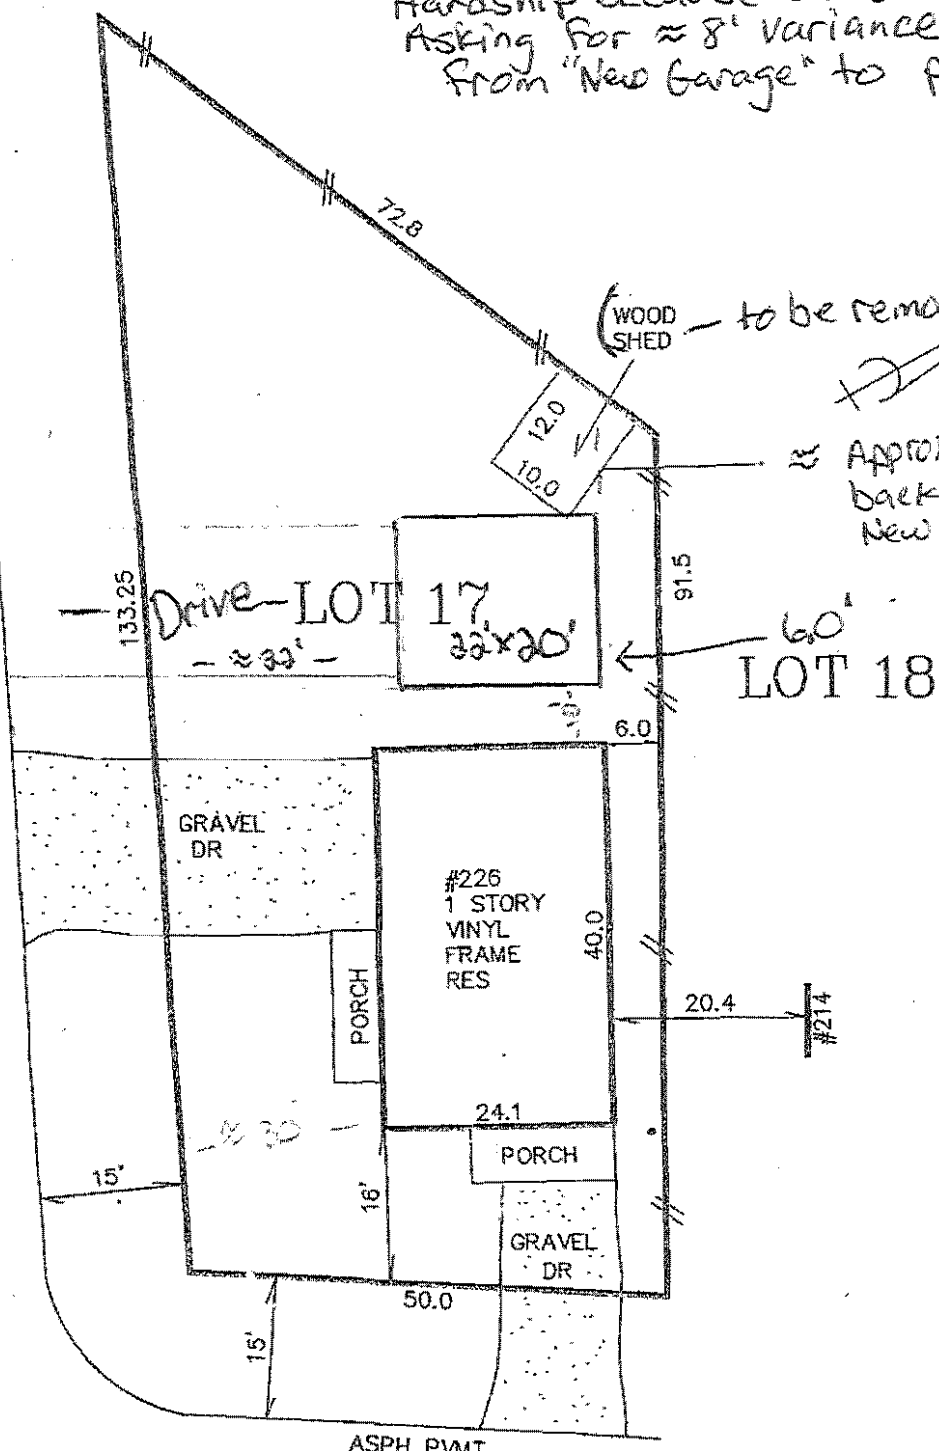 Asking for ≈ 8' variance
from "New Garage" to
72.8
WOOD
SHED
— to be
12.0
10.0
≈
back
New
133.25
Drive
LOT 17
91.5
22'x20'
— ≈ 22' —
6.0'
LOT 18
6.0
GRAVEL
DR
#226
1 STORY
VINYL
FRAME
RES
40.0
PORCH
20.4
#214
24.1
≈ 30
PORCH
15'
16'
GRAVEL
DR
50.0
15'
ASPH PVMT